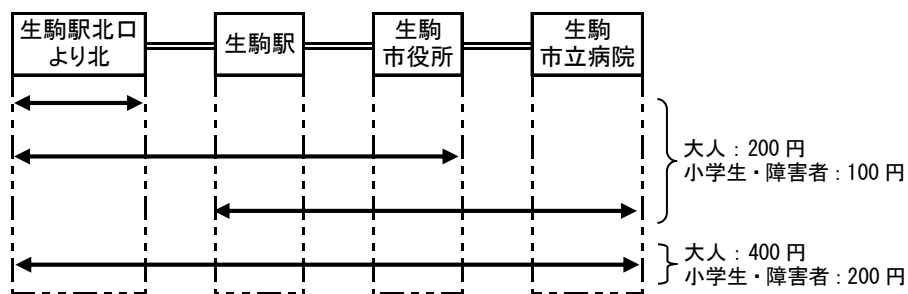 生駒駅北口
より北
生駒駅
生駒
市役所
生駒
市立病院
大人：200 円
小学生・障害者：100 円
大人：400 円
小学生・障害者：200 円